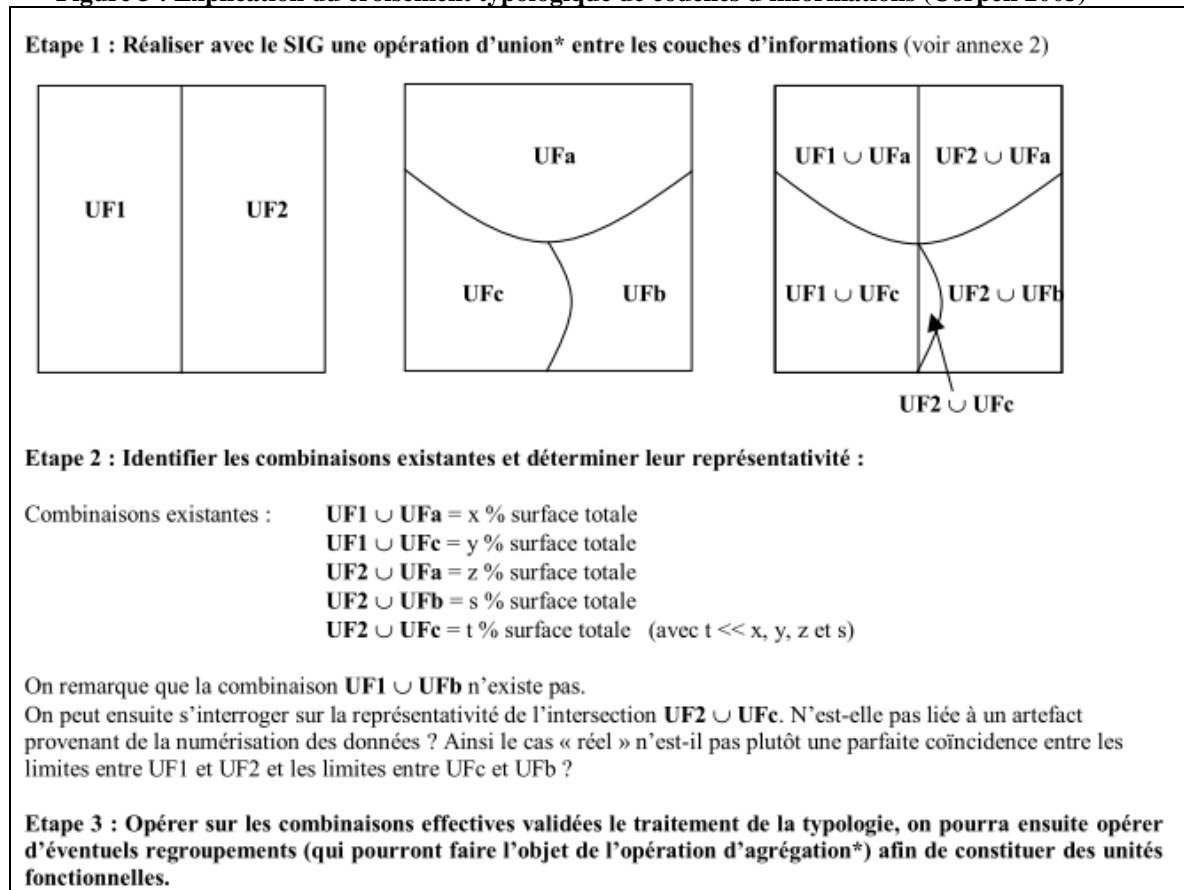 Etape 1 : Réaliser avec le SIG une opération d’union* entre les couches d’informations (voir annexe 2)
UF1
UF2
UFa
UFc
UFb
UF1 ∪ UFa
UF2 ∪ UFa
UF1 ∪ UFc
UF2 ∪ UFb
UF2 ∪ UFc
Etape 2 : Identifier les combinaisons existantes et déterminer leur représentativité :
Combinaisons existantes : UF1 ∪ UFa = x % surface totale
UF1 ∪ UFc = y % surface totale
UF2 ∪ UFa = z % surface totale
UF2 ∪ UFb = s % surface totale
UF2 ∪ UFc = t % surface totale (avec t << x, y, z et s)
On remarque que la combinaison UF1 ∪ UFb n’existe pas.
On peut ensuite s’interroger sur la représentativité de l’intersection UF2 ∪ UFc. N’est-elle pas liée à un artefact
provenant de la numérisation des données ? Ainsi le cas « réel » n’est-il pas plutôt une parfaite coïncidence entre les
limites entre UF1 et UF2 et les limites entre UFc et UFb ?
Etape 3 : Opérer sur les combinaisons effectives validées le traitement de la typologie, on pourra ensuite opérer
d’éventuels regroupements (qui pourront faire l’objet de l’opération d’agrégation*) afin de constituer des unités
fonctionnelles.